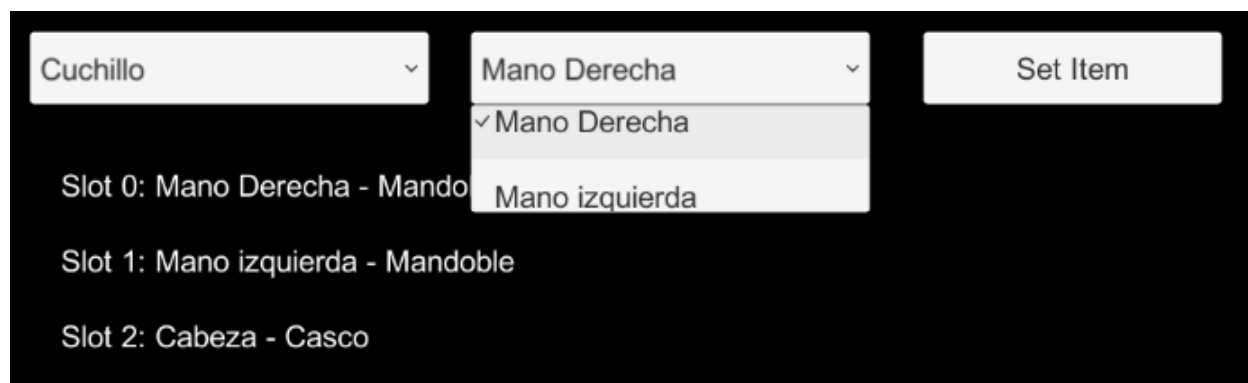 Cuchillo
Mano Derecha
Set Item
Mano Derecha
Mano izquierda
Slot 0: Mano Derecha -
Slot 1: Mano izquierda - Mandoble
Slot 2: Cabeza - Casco